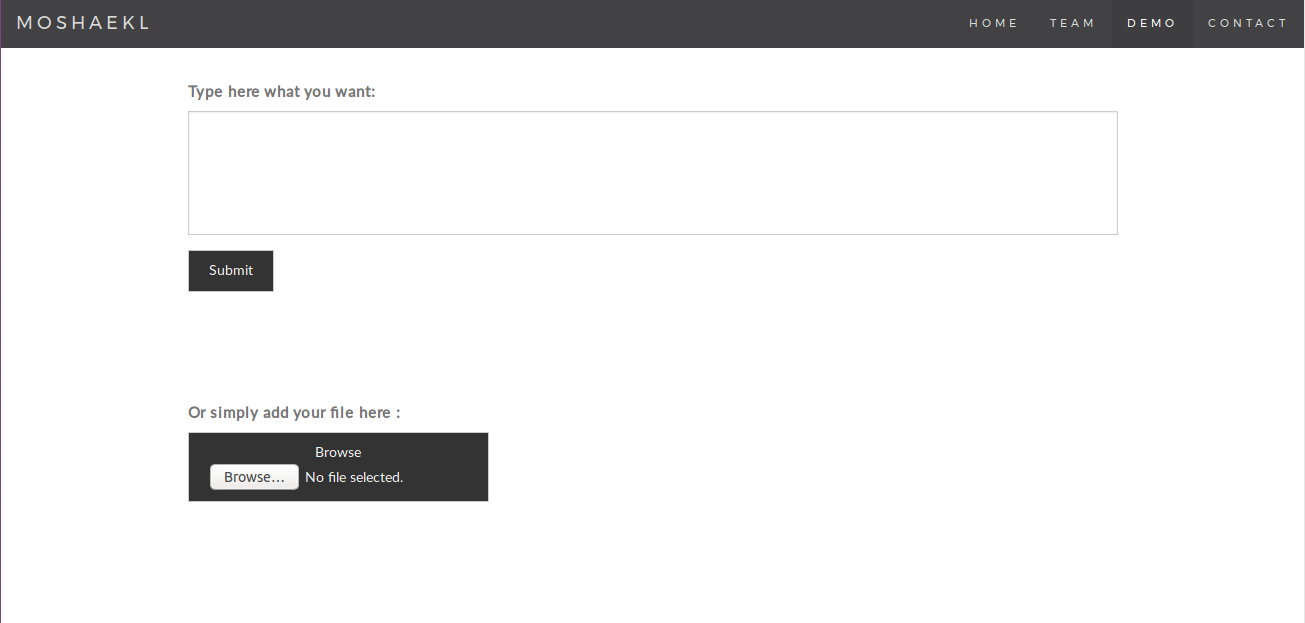 MOSHAEKL HOME TEAM DEMO CONTACT
Type here what you want:
Submit
Or simply add your file here :
Browse
Browse... No file selected.